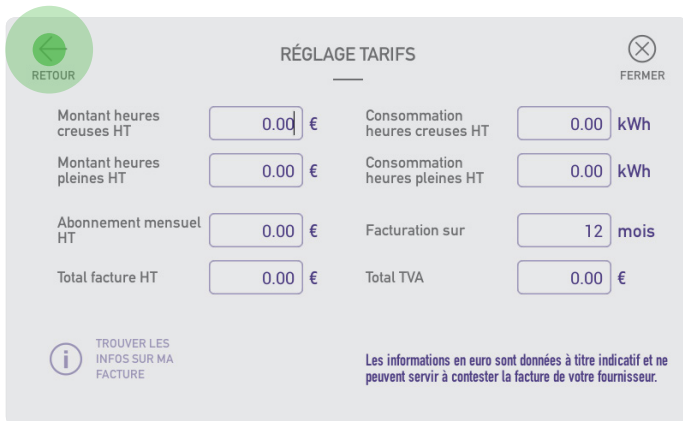 RÉGLAGE TARIFS
RETOUR
FERMER
Montant heures
creuses HT
0.00 €
Consommation
heures creuses HT
0.00 kWh
Montant heures
pleines HT
0.00 €
Consommation
heures pleines HT
0.00 kWh
Abonnement mensuel
HT
0.00 €
Facturation sur
12 mois
Total facture HT
0.00 €
Total TVA
0.00 €
TROUVER LES
INFOS SUR MA
FACTURE
Les informations en euro sont données à titre indicatif et ne
peuvent servir à contester la facture de votre fournisseur.